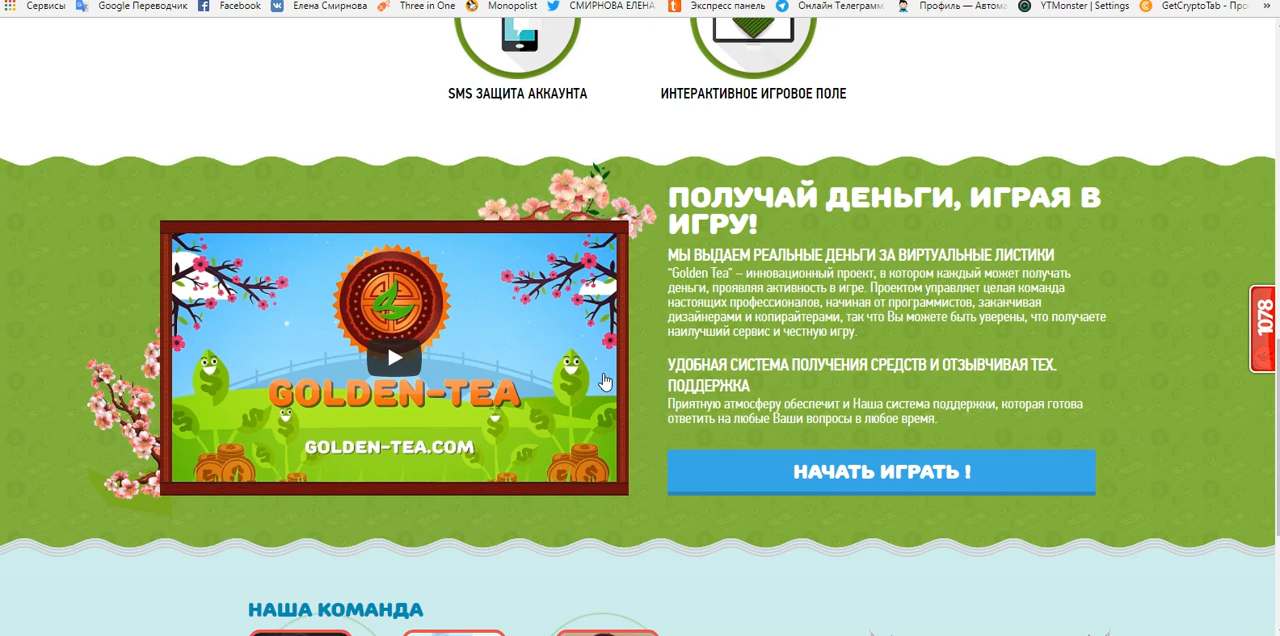 Сервисы Google Переводчик Facebook Елена Смирнова Three in One Monopolist СМИРНОВА ЕЛЕНА Экспресс панель Онлайн Телеграмм, Профиль — Автома YTMonster | Settings GetCryptoTab - Про »
SMS ЗАЩИТА АККАУНТА
ИНТЕРАКТИВНОЕ ИГРОВОЕ ПОЛЕ
GOLDEN-TEA
GOLDEN-TEA.COM
ПОЛУЧАЙ ДЕНЬГИ, ИГРАЯ В
ИГРУ!
МЫ ВЫДАЕМ РЕАЛЬНЫЕ ДЕНЬГИ ЗА ВИРТУАЛЬНЫЕ ЛИСТИКИ
"Golden Tea" – инновационный проект, в котором каждый может получать
деньги, проявляя активность в игре. Проектом управляет целая команда
настоящих профессионалов, начиная от программистов, заканчивая
дизайнерами и копирайтерами, так что Вы можете быть уверены, что получаете
наилучший сервис и честную игру.
УДОБНАЯ СИСТЕМА ПОЛУЧЕНИЯ СРЕДСТВ И ОТЗЫВЧИВАЯ ТЕХ.
ПОДДЕРЖКА
Приятную атмосферу обеспечит и Наша система поддержки, которая готова
ответить на любые Ваши вопросы в любое время.
НАЧАТЬ ИГРАТЬ !
1078
НАША КОМАНДА